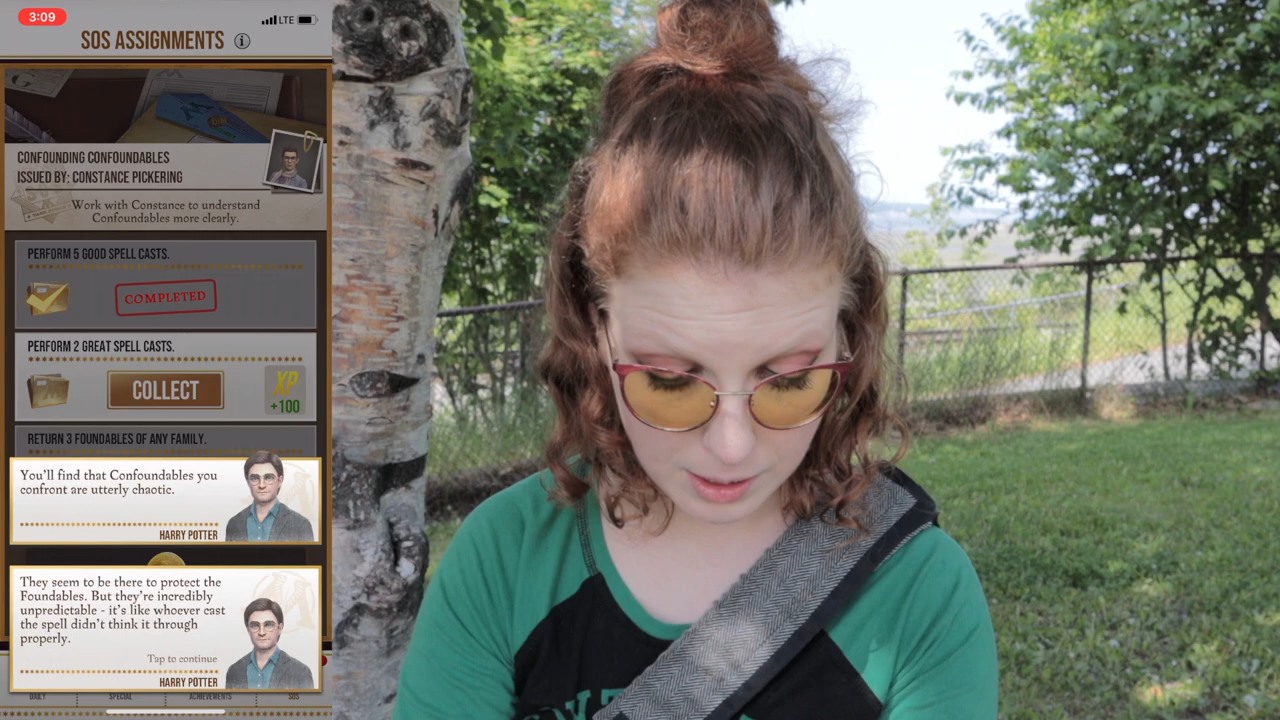 3:09
LTE
SOS ASSIGNMENTS
CONFOUNDING CONFOUNDABLES
ISSUED BY: CONSTANCE PICKERING
Work with Constance to understand
Confoundables more clearly.
PERFORM 5 GOOD SPELL CASTS.
COMPLETED
PERFORM 2 GREAT SPELL CASTS.
COLLECT
XP
+100
RETURN 3 FOUNDABLES OF ANY FAMILY.
You'll find that Confoundables you
confront are utterly chaotic.
HARRY POTTER
They seem to be there to protect the
Foundables. But they're incredibly
unpredictable - it's like whoever cast
the spell didn't think it through
properly.
Tap to continue
HARRY POTTER
DAILY
SPECIAL
ACHIEVEMENTS
SOS